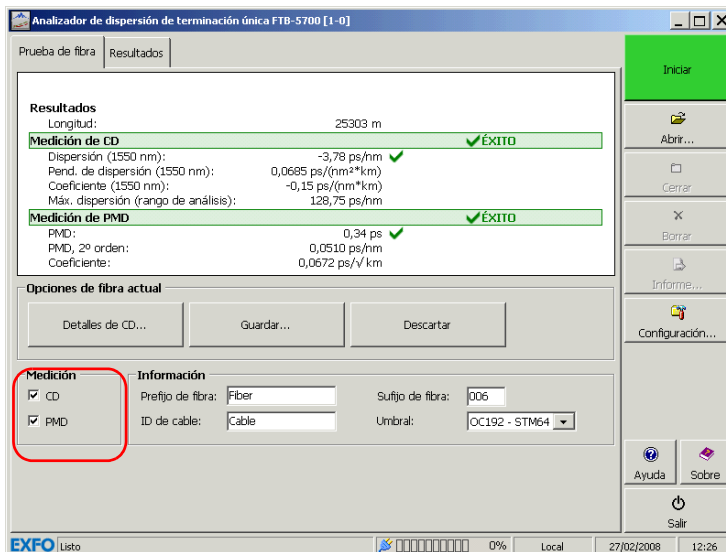 Analizador de dispersión de terminación única FTB-5700 [1-0]
Prueba de fibra
Resultados
Resultados
Longitud: 25303 m
Medición de CD ÉXITO
Dispersión (1550 nm): -3,78 ps/nm
Pend. de dispersión (1550 nm): 0,0685 ps/(nm²*km)
Coeficiente (1550 nm): -0,15 ps/(nm*km)
Máx. dispersión (rango de análisis): 128,75 ps/nm
Medición de PMD ÉXITO
PMD: 0,34 ps
PMD, 2º orden: 0,0510 ps/nm
Coeficiente: 0,0672 ps/√ km
Opciones de fibra actual
Detalles de CD...
Guardar...
Descartar
Medición
CD
PMD
Información
Prefijo de fibra: Fiber
Sufijo de fibra: 006
ID de cable: Cable
Umbral: OC192 - STM64
Iniciar
Abrir...
Cerrar
Borrar
Informe...
Configuración...
Ayuda
Sobre
Salir
EXFO Listo 0% Local 27/02/2008 12:26